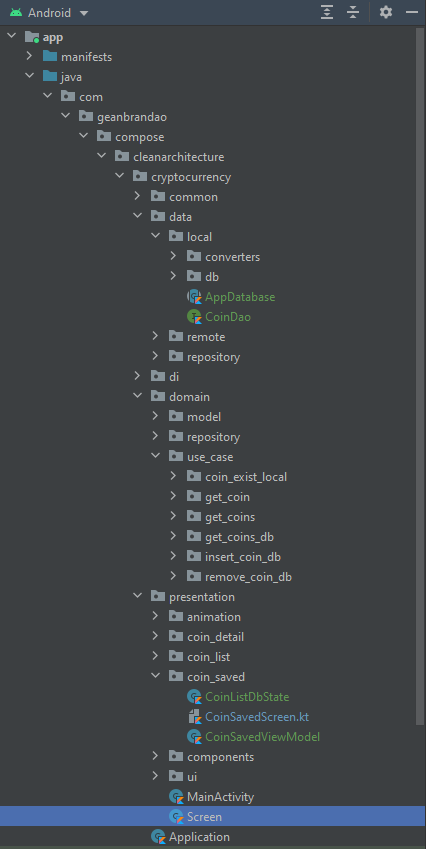 Android
app
manifests
java
com
geanbrandao
compose
cleanarchitecture
cryptocurrency
common
data
local
converters
db
AppDatabase
CoinDao
remote
repository
di
domain
model
repository
use_case
coin_exist_local
get_coin
get_coins
get_coins_db
insert_coin_db
remove_coin_db
presentation
animation
coin_detail
coin_list
coin_saved
CoinListDbState
CoinSavedScreen.kt
CoinSavedViewModel
components
ui
MainActivity
Screen
Application